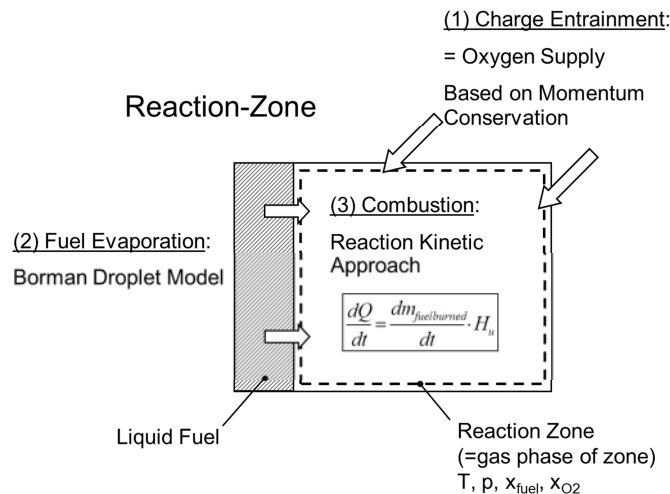 (1) Charge Entrainment:
= Oxygen Supply
Based on Momentum
Conservation
Reaction-Zone
(2) Fuel Evaporation:
Borman Droplet Model
(3) Combustion:
Reaction Kinetic
Approach
dQ/dt = dm_fuelburned/dt · H_u
Liquid Fuel
Reaction Zone
(=gas phase of zone)
T, p, x_fuel, x_O2